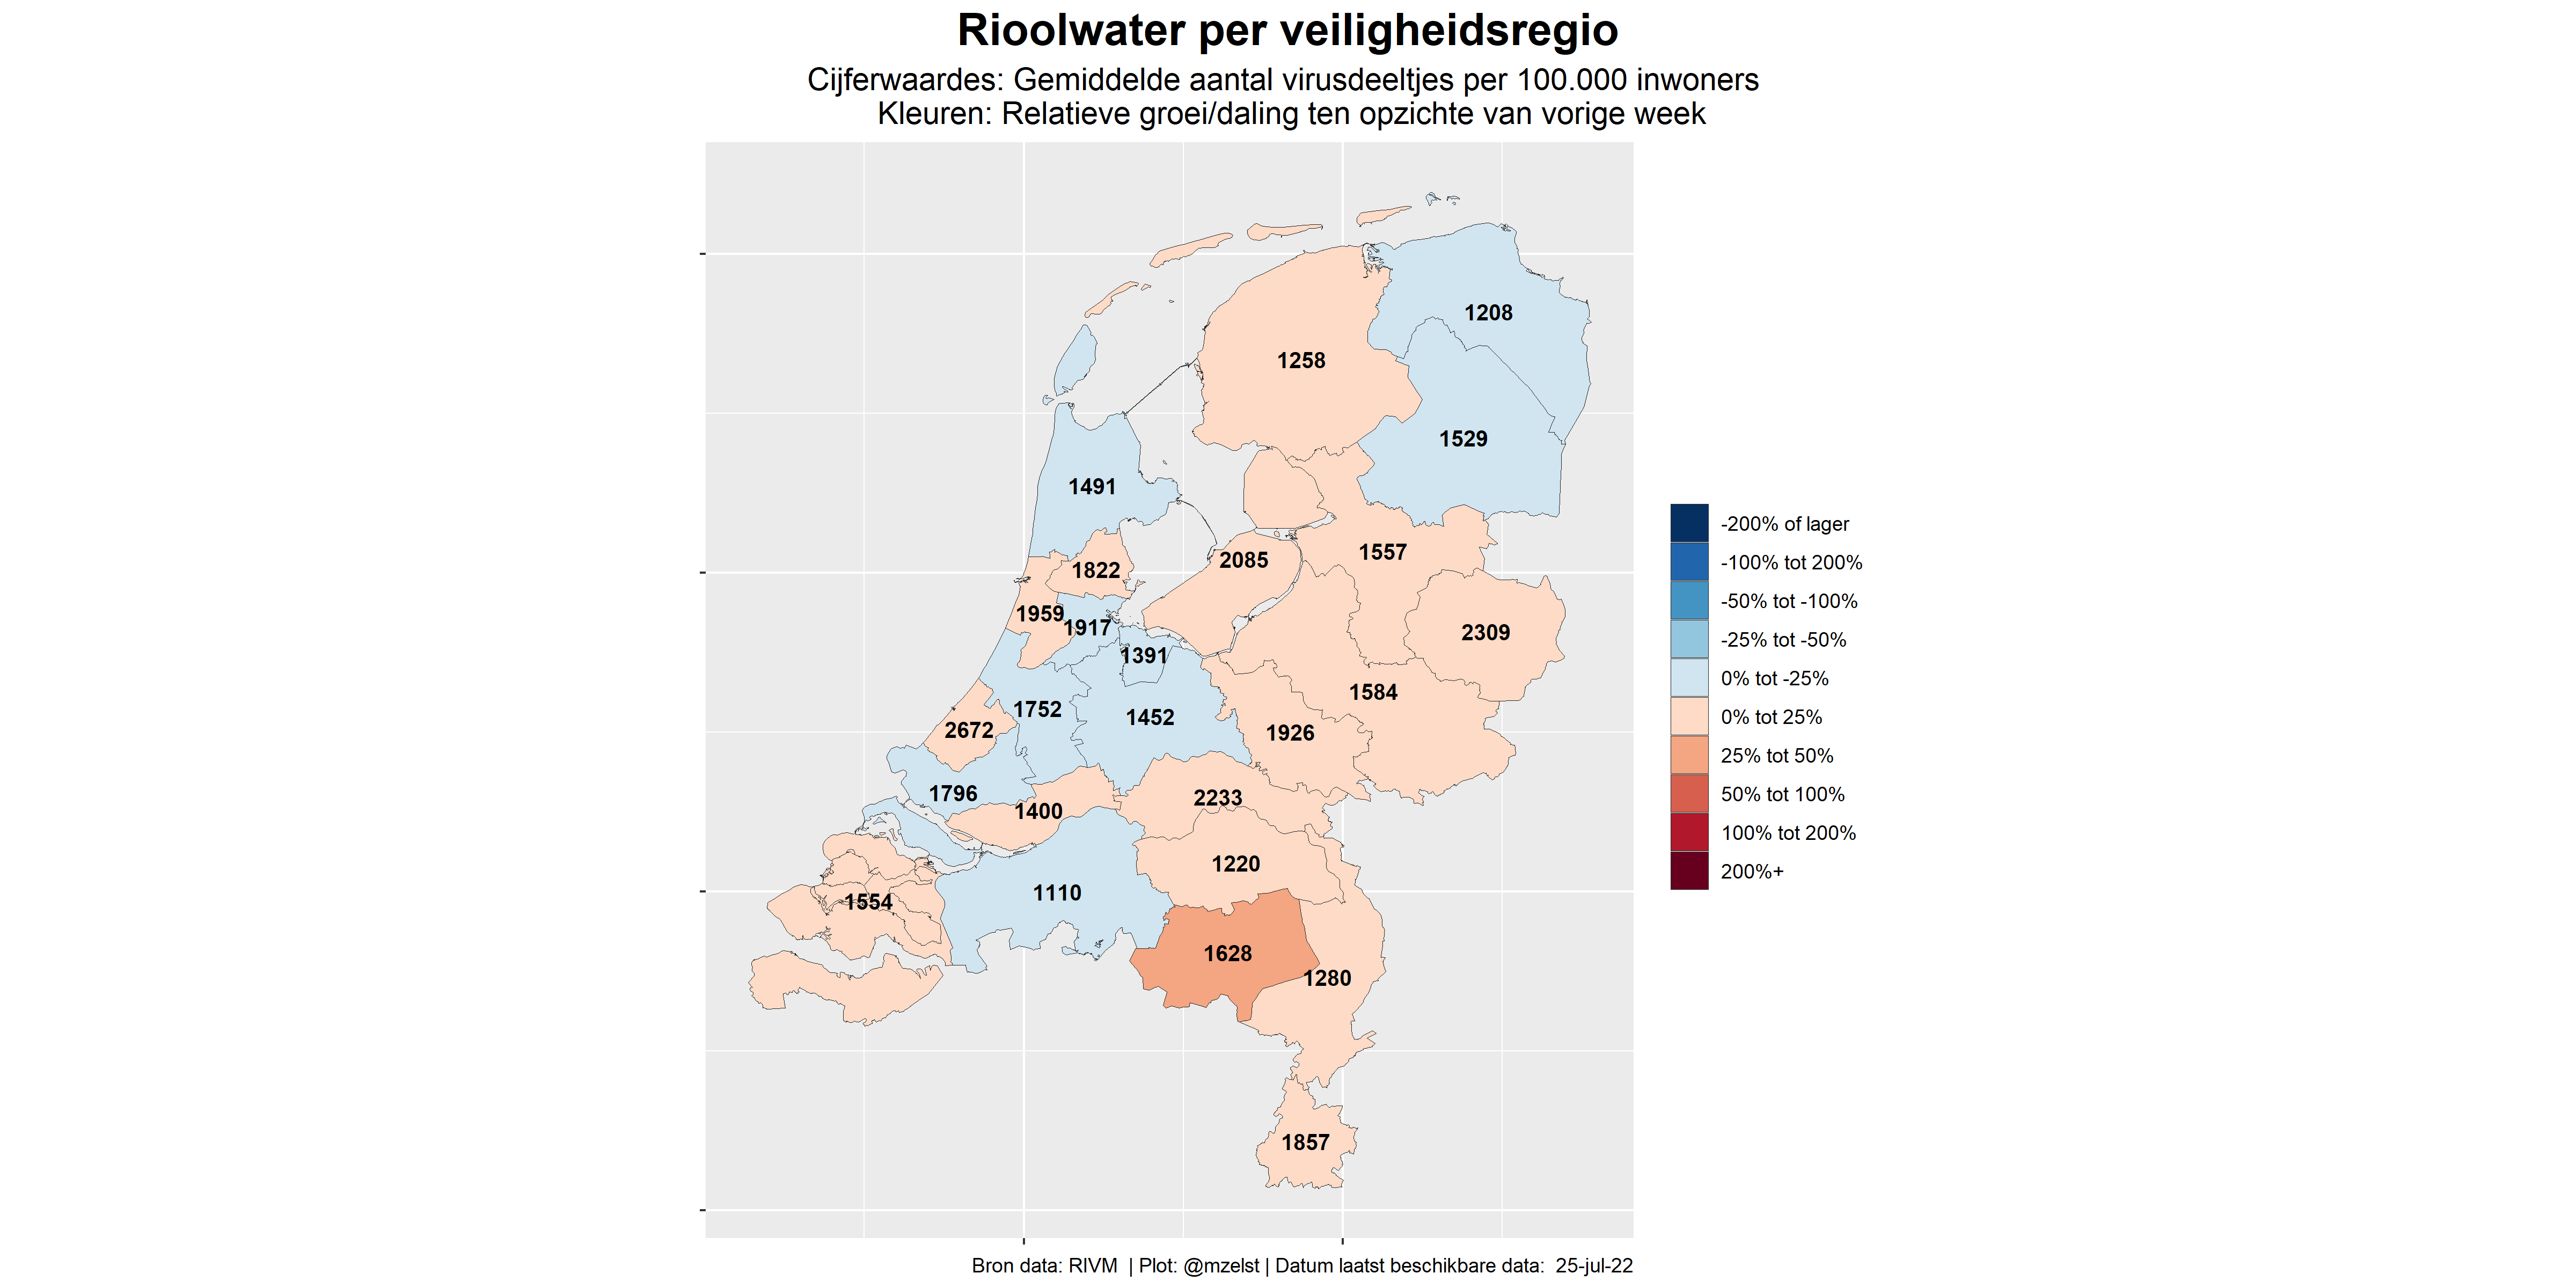 Rioolwater per veiligheidsregio
Cijferwaardes: Gemiddelde aantal virusdeeltjes per 100.000 inwoners
Kleuren: Relatieve groei/daling ten opzichte van vorige week
1208
1258
1529
1491
1557
2085
1822
1959
1917
2309
1391
1584
1752
1452
2672
1926
1796
2233
1400
1220
1110
1554
1628
1280
1857
-200% of lager
-100% tot 200%
-50% tot -100%
-25% tot -50%
0% tot -25%
0% tot 25%
25% tot 50%
50% tot 100%
100% tot 200%
200%+
Bron data: RIVM | Plot: @mzelst | Datum laatst beschikbare data: 25-jul-22